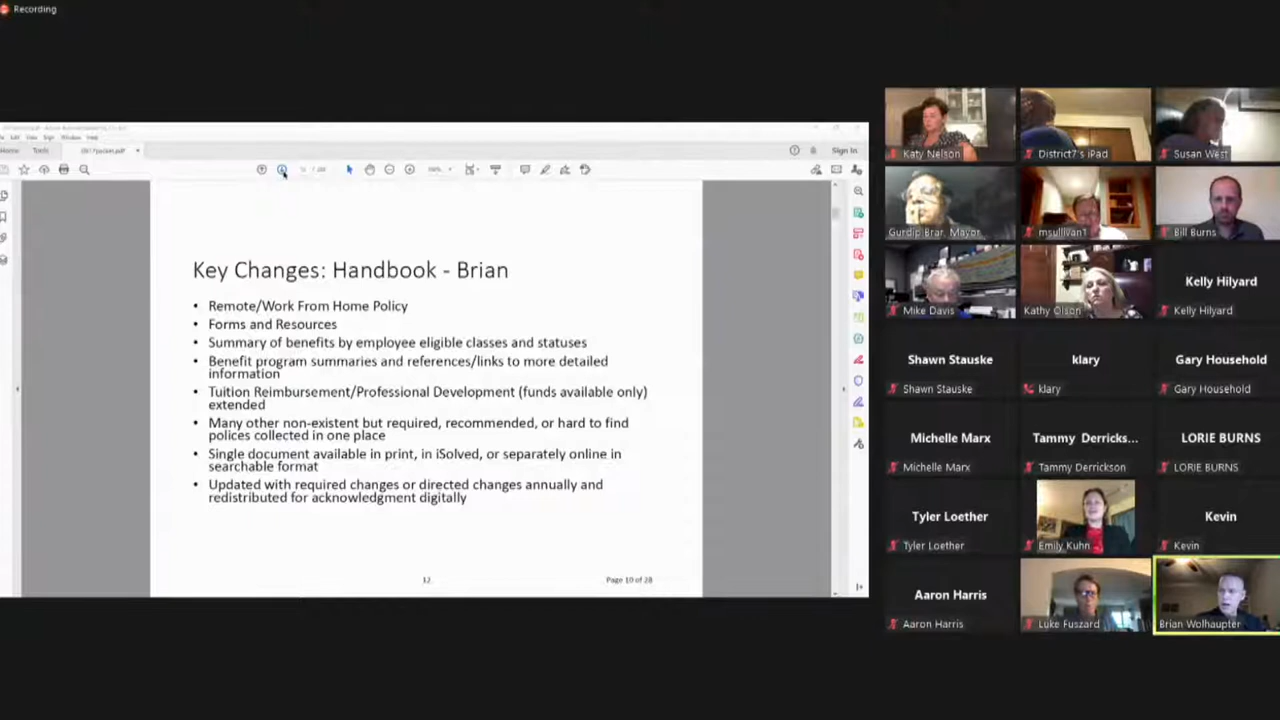 Recording
Home Tools
Sign In
Key Changes: Handbook - Brian
• Remote/Work From Home Policy
• Forms and Resources
• Summary of benefits by employee eligible classes and statuses
• Benefit program summaries and references/links to more detailed
information
• Tuition Reimbursement/Professional Development (funds available only)
extended
• Many other non-existent but required, recommended, or hard to find
polices collected in one place
• Single document available in print, in iSolved, or separately online in
searchable format
• Updated with required changes or directed changes annually and
redistributed for acknowledgment digitally
12
Page 10 of 28
Katy Nelson
District7's iPad
Susan West
Gurdip Brar, Mayor
msullivan1
Bill Burns
Mike Davis
Kathy Olson
Kelly Hilyard
Kelly Hilyard
Shawn Stauske
Shawn Stauske
klary
klary
Gary Household
Gary Household
Michelle Marx
Michelle Marx
Tammy Derricks...
Tammy Derrickson
LORIE BURNS
LORIE BURNS
Tyler Loether
Tyler Loether
Emily Kuhn
Kevin
Kevin
Aaron Harris
Aaron Harris
Luke Fuszard
Brian Wolhaupter